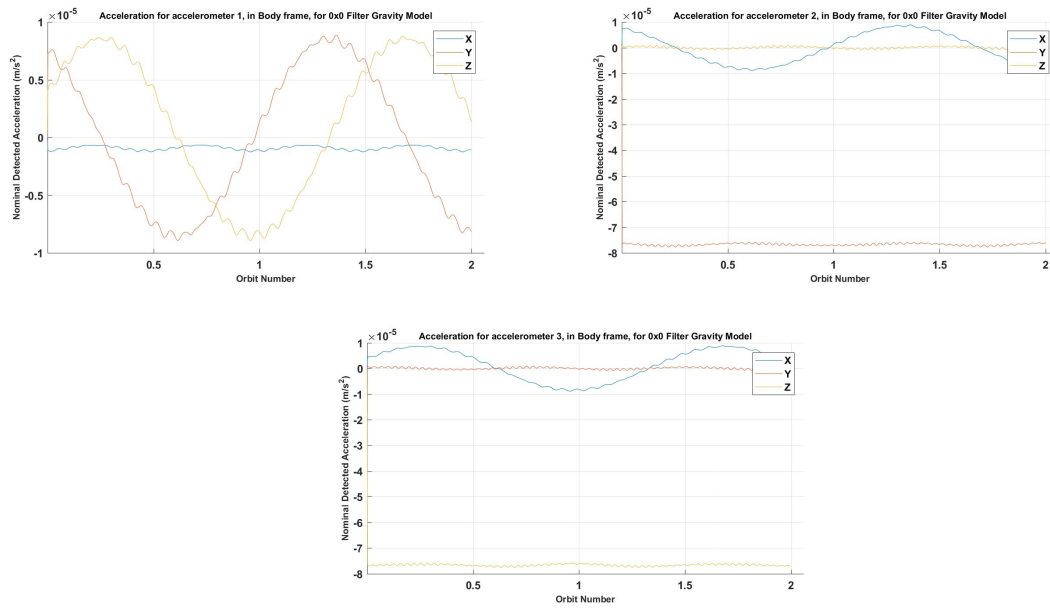 Acceleration for accelerometer 1, in Body frame, for 0x0 Filter Gravity Model
×10⁻⁵
Nominal Detected Acceleration (m/s²)
1
0.5
0
-0.5
-1
0.5
1
1.5
2
Orbit Number
X
Y
Z
Acceleration for accelerometer 2, in Body frame, for 0x0 Filter Gravity Model
×10⁻⁵
Nominal Detected Acceleration (m/s²)
1
0
-1
-2
-3
-4
-5
-6
-7
-8
0.5
1
1.5
2
Orbit Number
X
Y
Z
Acceleration for accelerometer 3, in Body frame, for 0x0 Filter Gravity Model
×10⁻⁵
Nominal Detected Acceleration (m/s²)
1
0
-1
-2
-3
-4
-5
-6
-7
-8
0.5
1
1.5
2
Orbit Number
X
Y
Z